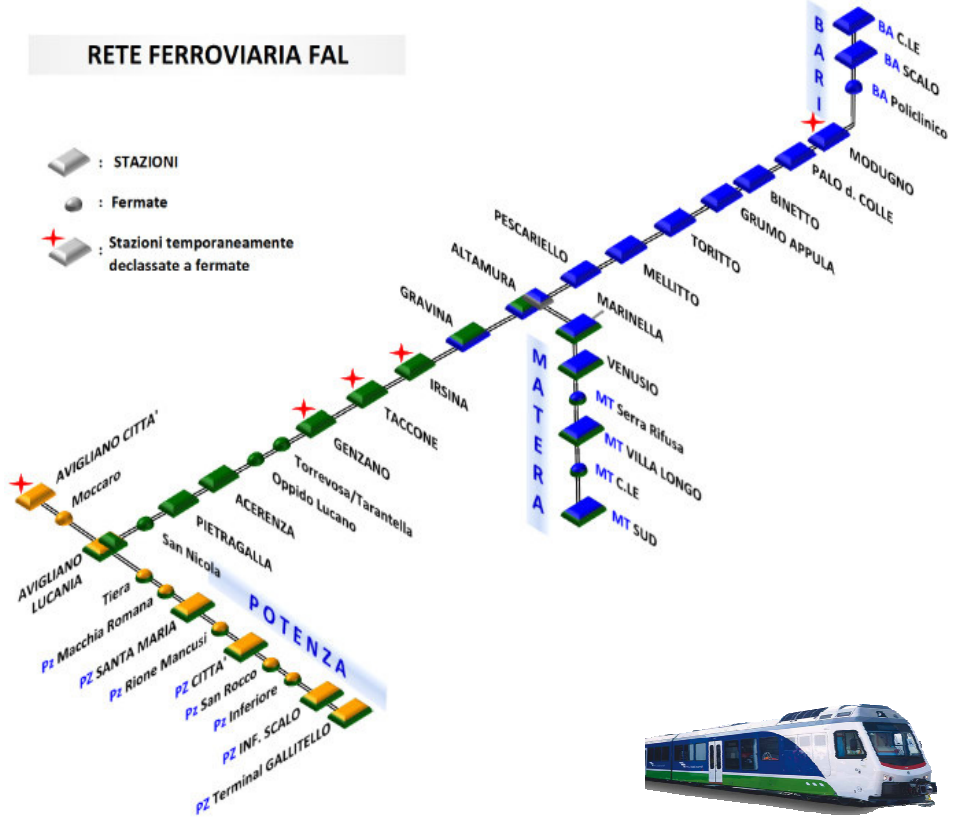 RETE FERROVIARIA FAL
: STAZIONI
: Fermate
: Stazioni temporaneamente
declassate a fermate
BARI
BA C.LE
BA SCALO
BA Policlinico
MODUGNO
PALO d. COLLE
BINETTO
GRUMO APPULA
TORITTO
MELLITTO
PESCARIELLO
ALTAMURA
MARINELLA
MATERA
VENUSIO
MT Serra Rifusa
MT VILLA LONGO
MT C.LE
MT SUD
GRAVINA
IRSINA
TACCONE
GENZANO
Torrevosa/Tarantella
Oppido Lucano
ACERENZA
PIETRAGALLA
San Nicola
AVIGLIANO CITTA'
Moccaro
AVIGLIANO
LUCANIA
POTENZA
Tiera
Pz Macchia Romana
PZ SANTA MARIA
Pz Rione Mancusi
PZ CITTA'
Pz San Rocco
Pz Inferiore
PZ INF. SCALO
PZ Terminal GALLITELLO